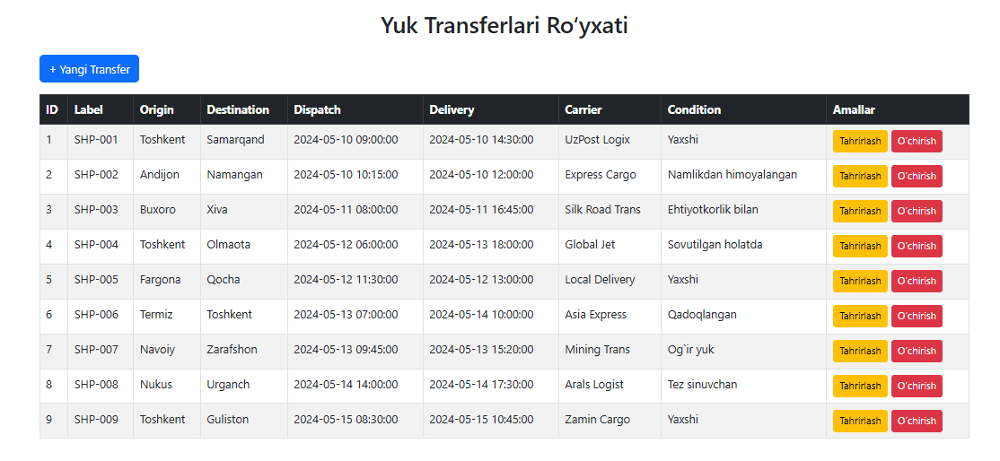 Yuk Transferlari Ro‘yxati
+ Yangi Transfer
ID Label Origin Destination Dispatch Delivery Carrier Condition Amallar
1 SHP-001 Toshkent Samarqand 2024-05-10 09:00:00 2024-05-10 14:30:00 UzPost Logix Yaxshi Tahrirlash O‘chirish
2 SHP-002 Andijon Namangan 2024-05-10 10:15:00 2024-05-10 12:00:00 Express Cargo Namlikdan himoyalangan Tahrirlash O‘chirish
3 SHP-003 Buxoro Xiva 2024-05-11 08:00:00 2024-05-11 16:45:00 Silk Road Trans Ehtiyotkorlik bilan Tahrirlash O‘chirish
4 SHP-004 Toshkent Olmaota 2024-05-12 06:00:00 2024-05-13 18:00:00 Global Jet Sovutilgan holatda Tahrirlash O‘chirish
5 SHP-005 Fargona Qocha 2024-05-12 11:30:00 2024-05-12 13:00:00 Local Delivery Yaxshi Tahrirlash O‘chirish
6 SHP-006 Termiz Toshkent 2024-05-13 07:00:00 2024-05-14 10:00:00 Asia Express Qadoqlangan Tahrirlash O‘chirish
7 SHP-007 Navoiy Zarafshon 2024-05-13 09:45:00 2024-05-13 15:20:00 Mining Trans Og`ir yuk Tahrirlash O‘chirish
8 SHP-008 Nukus Urganch 2024-05-14 14:00:00 2024-05-14 17:30:00 Arals Logist Tez sinuvchan Tahrirlash O‘chirish
9 SHP-009 Toshkent Guliston 2024-05-15 08:30:00 2024-05-15 10:45:00 Zamin Cargo Yaxshi Tahrirlash O‘chirish